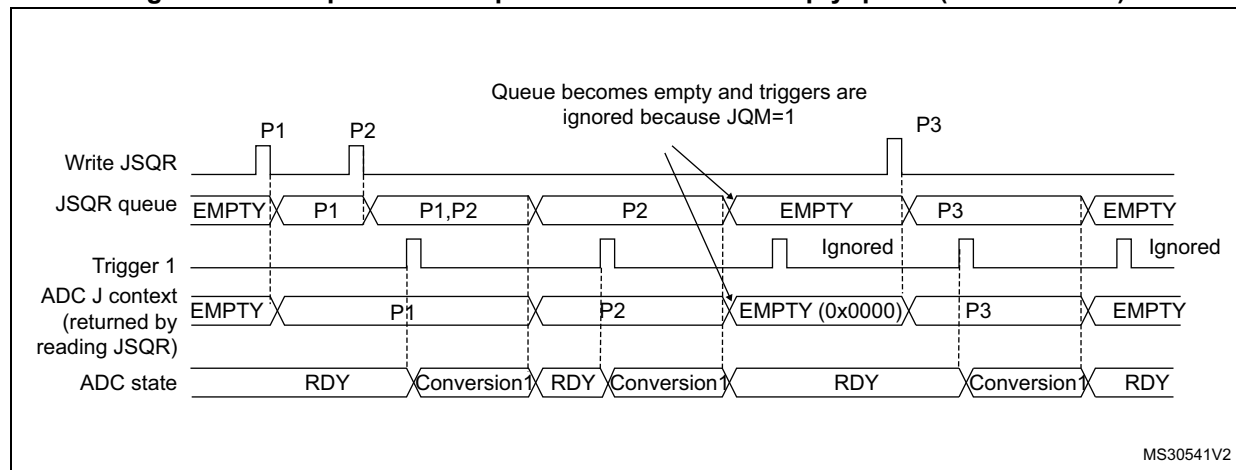 Queue becomes empty and triggers are
ignored because JQM=1
P1 P2 P3
Write JSQR
JSQR queue EMPTY P1 P1,P2 P2 EMPTY P3 EMPTY
Trigger 1 Ignored Ignored
ADC J context
(returned by
reading JSQR)
EMPTY P1 P2 EMPTY (0x0000) P3 EMPTY
ADC state RDY Conversion1 RDY Conversion1 RDY Conversion1 RDY
MS30541V2